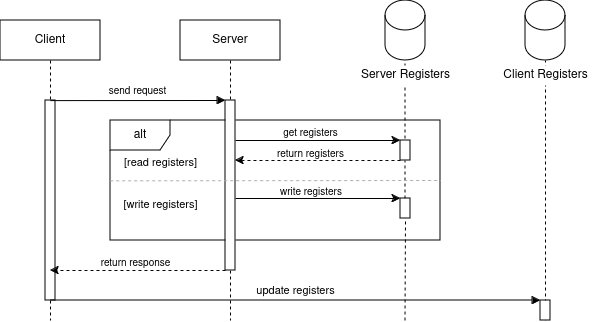 Client
Server
Server Registers
Client Registers
send request
alt
get registers
return registers
[read registers]
write registers
[write registers]
return response
update registers